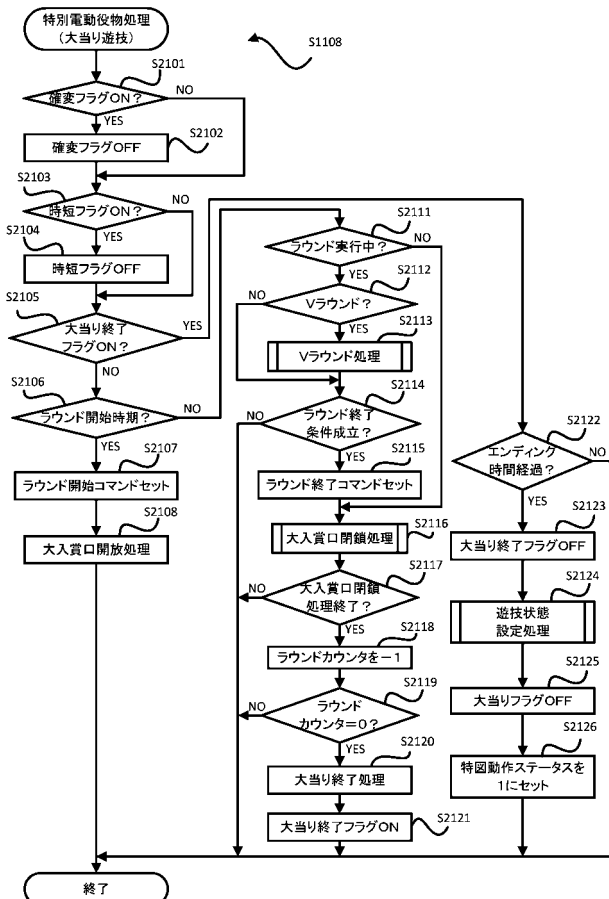 特別電動役物処理
(大当り遊技)
S1108
S2101
確変フラグON?
NO
YES
S2102
確変フラグOFF
S2103
時短フラグON?
NO
YES
S2104
時短フラグOFF
S2105
大当り終了
フラグON?
YES
NO
S2106
ラウンド開始時期?
NO
YES
S2107
ラウンド開始コマンドセット
S2108
大入賞口開放処理
S2111
ラウンド実行中?
NO
YES
S2112
Vラウンド?
NO
YES
S2113
Vラウンド処理
S2114
ラウンド終了
条件成立?
NO
YES
S2115
ラウンド終了コマンドセット
S2116
大入賞口閉鎖処理
S2117
大入賞口閉鎖
処理終了?
NO
YES
S2118
ラウンドカウンタを-1
S2119
ラウンド
カウンタ=0?
NO
YES
S2120
大当り終了処理
S2121
大当り終了フラグON
S2122
エンディング
時間経過?
NO
YES
S2123
大当り終了フラグOFF
S2124
遊技状態
設定処理
S2125
大当りフラグOFF
S2126
特図動作ステータスを
1にセット
終了